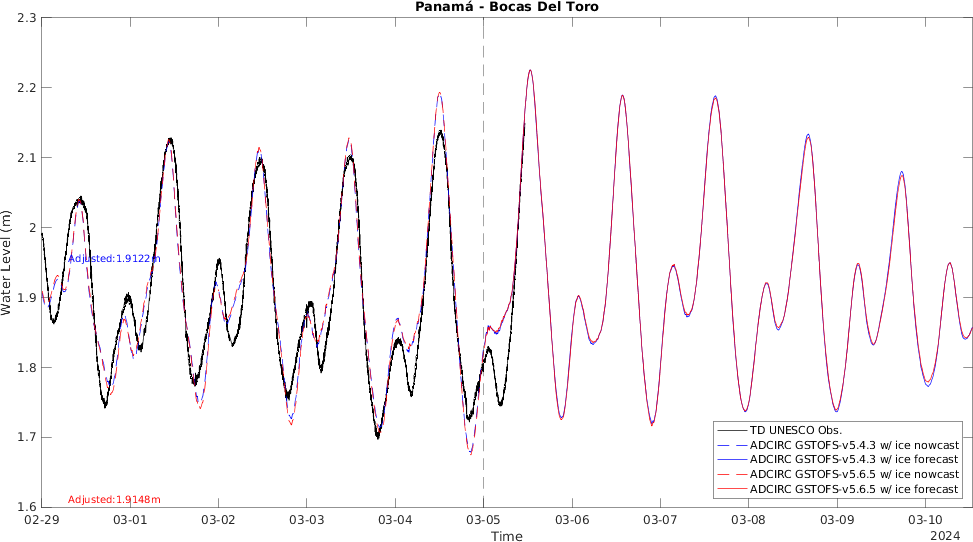 Panamá - Bocas Del Toro
2.3
2.2
2.1
2
1.9
1.8
1.7
1.6
Water Level (m)
Adjusted:1.9122m
Adjusted:1.9148m
TD UNESCO Obs.
ADCIRC GSTOFS-v5.4.3 w/ ice nowcast
ADCIRC GSTOFS-v5.4.3 w/ ice forecast
ADCIRC GSTOFS-v5.6.5 w/ ice nowcast
ADCIRC GSTOFS-v5.6.5 w/ ice forecast
02-29 03-01 03-02 03-03 03-04 03-05 03-06 03-07 03-08 03-09 03-10
Time
2024